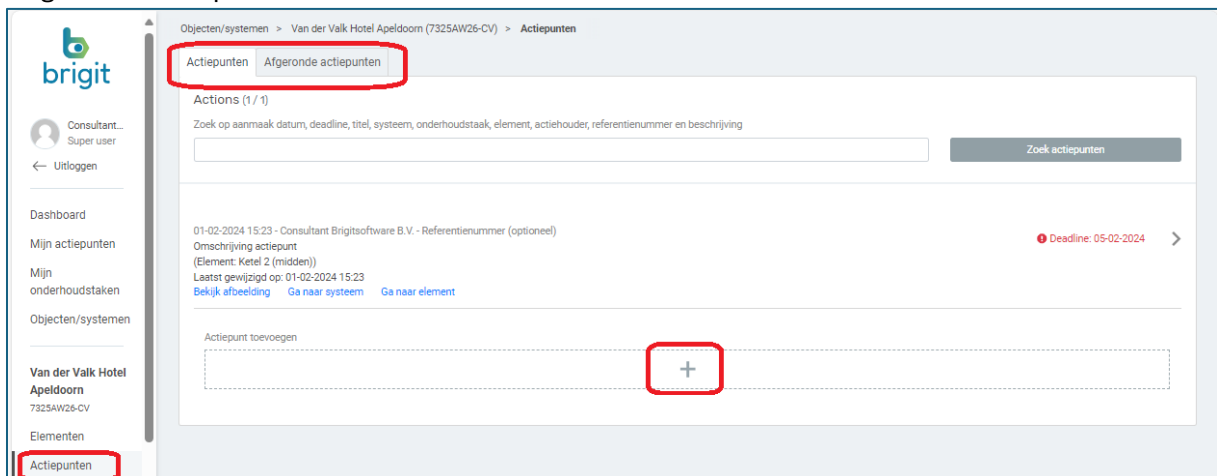 Objecten/systemen > Van der Valk Hotel Apeldoorn (7325AW26-CV) > Actiepunten
brigit
Consultant...
Super user
← Uitloggen
Dashboard
Mijn actiepunten
Mijn
onderhoudstaken
Objecten/systemen
Van der Valk Hotel
Apeldoorn
7325AW26-CV
Elementen
Actiepunten
Actiepunten Afgeronde actiepunten
Actions (1 / 1)
Zoek op aanmaak datum, deadline, titel, systeem, onderhoudstaak, element, actiehouder, referentienummer en beschrijving
Zoek actiepunten
01-02-2024 15:23 - Consultant Brigitsoftware B.V. - Referentienummer (optioneel)
Omschrijving actiepunt
(Element: Ketel 2 (midden))
Laatst gewijzigd op: 01-02-2024 15:23
Bekijk afbeelding Ga naar systeem Ga naar element
Deadline: 05-02-2024
Actiepunt toevoegen
+